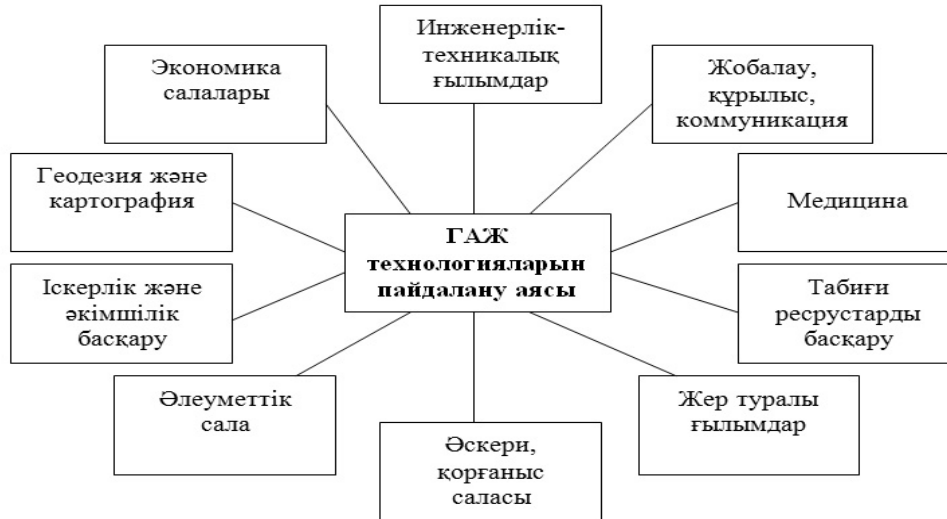 Инженерлік-
техникалық
ғылымдар
Экономика
салалары
Жобалау,
құрылыс,
коммуникация
Геодезия және
картография
Медицина
ГАЖ
технологияларын
пайдалану аясы
Іскерлік және
әкімшілік
басқару
Табиғи
ресрустарды
басқару
Әлеуметтік
сала
Жер туралы
ғылымдар
Әскери,
қорғаныс
саласы